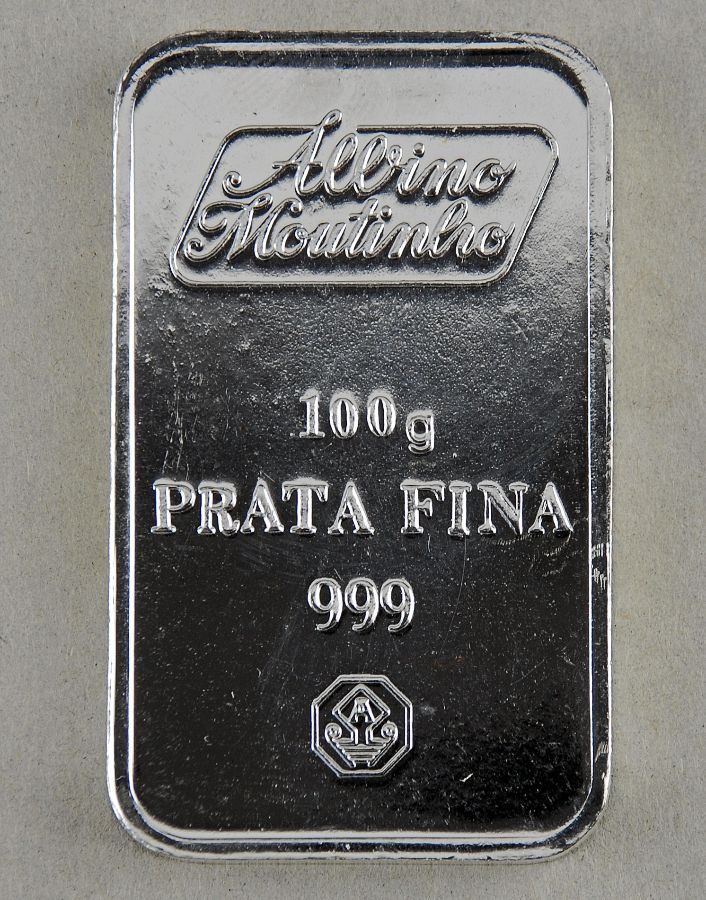 Albino
Moutinho
100g
PRATA FINA
999
A